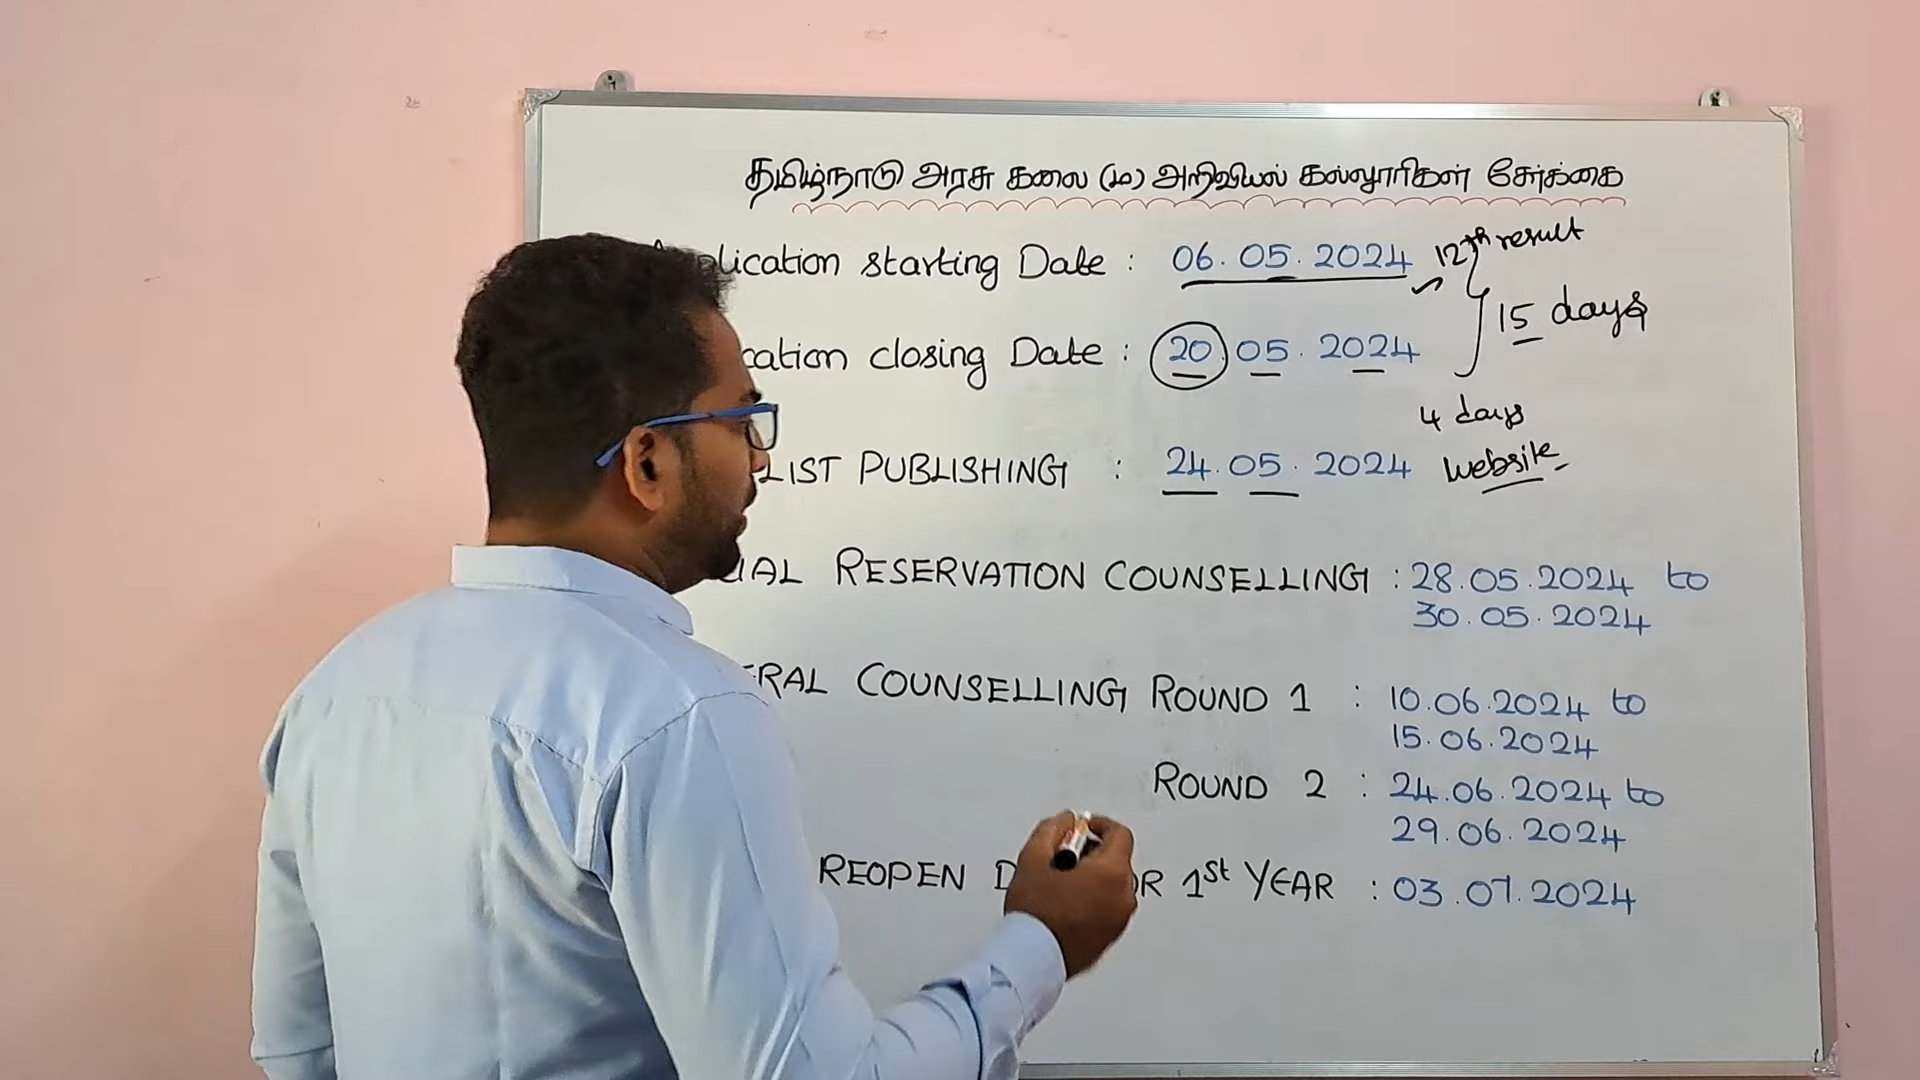 தமிழ்நாடு அரசு கலை (ம) அறிவியல் கல்லூரிகள் சேர்க்கை
Application starting Date : 06.05.2024 12th result
15 days
cation closing Date : 20.05.2024
4 days
LIST PUBLISHING : 24.05.2024 website
IAL RESERVATION COUNSELLING : 28.05.2024 to
30.05.2024
ERAL COUNSELLING ROUND 1 : 10.06.2024 to
15.06.2024
ROUND 2 : 24.06.2024 to
29.06.2024
REOPEN D OR 1st YEAR : 03.07.2024